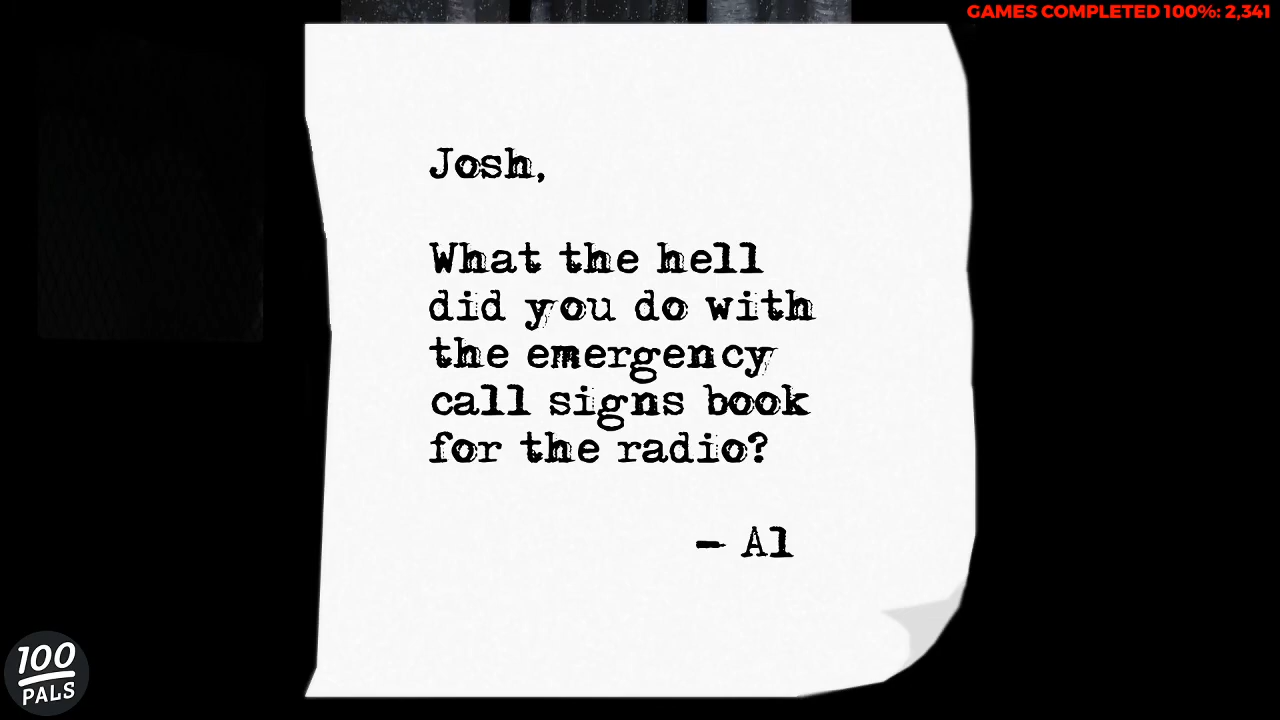 GAMES COMPLETED 100%: 2,341
Josh,
What the hell
did you do with
the emergency
call signs book
for the radio?
– Al
100
PALS